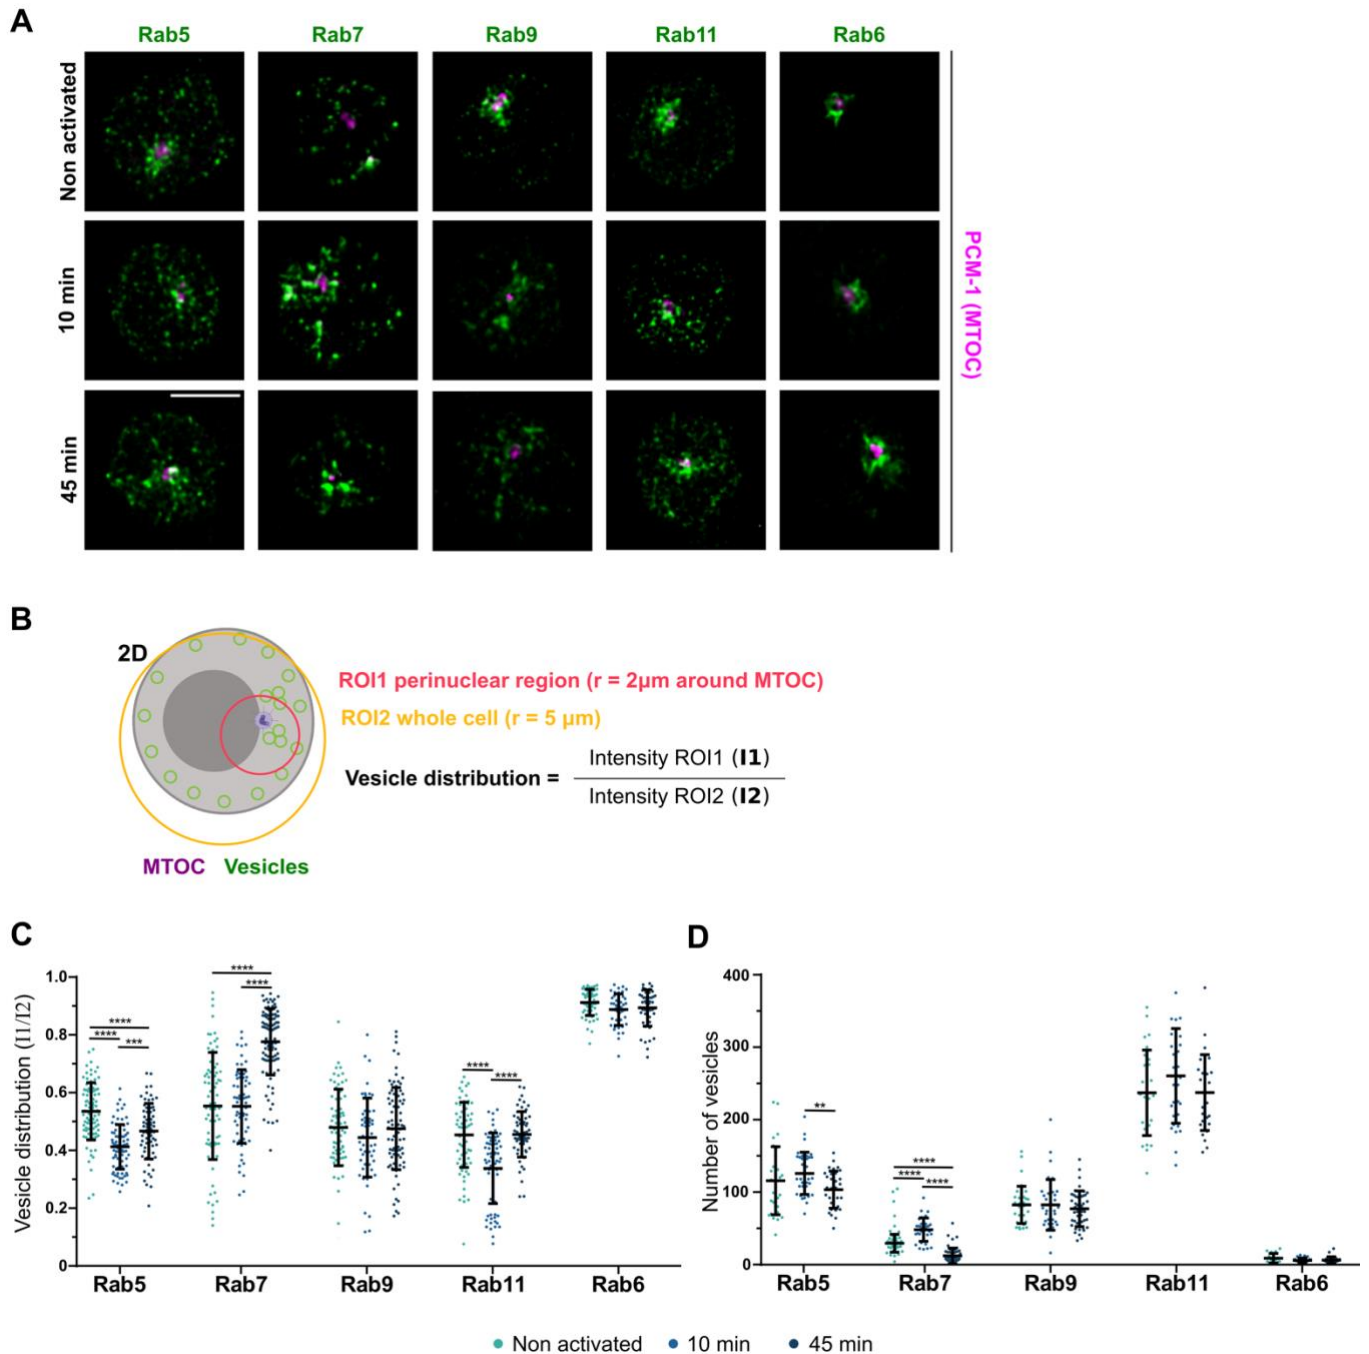 A
Rab5 Rab7 Rab9 Rab11 Rab6
Non activated
10 min
45 min
PCM-1 (MTOC)
B
2D
ROI1 perinuclear region (r = 2μm around MTOC)
ROI2 whole cell (r = 5 μm)
Vesicle distribution =
Intensity ROI1 (I1)
Intensity ROI2 (I2)
MTOC Vesicles
C
Vesicle distribution (I1/I2)
1.0
0.8
0.6
0.4
0.2
0
****
****
***
****
****
****
****
Rab5 Rab7 Rab9 Rab11 Rab6
D
Number of vesicles
400
300
200
100
0
**
****
****
****
Rab5 Rab7 Rab9 Rab11 Rab6
Non activated 10 min 45 min